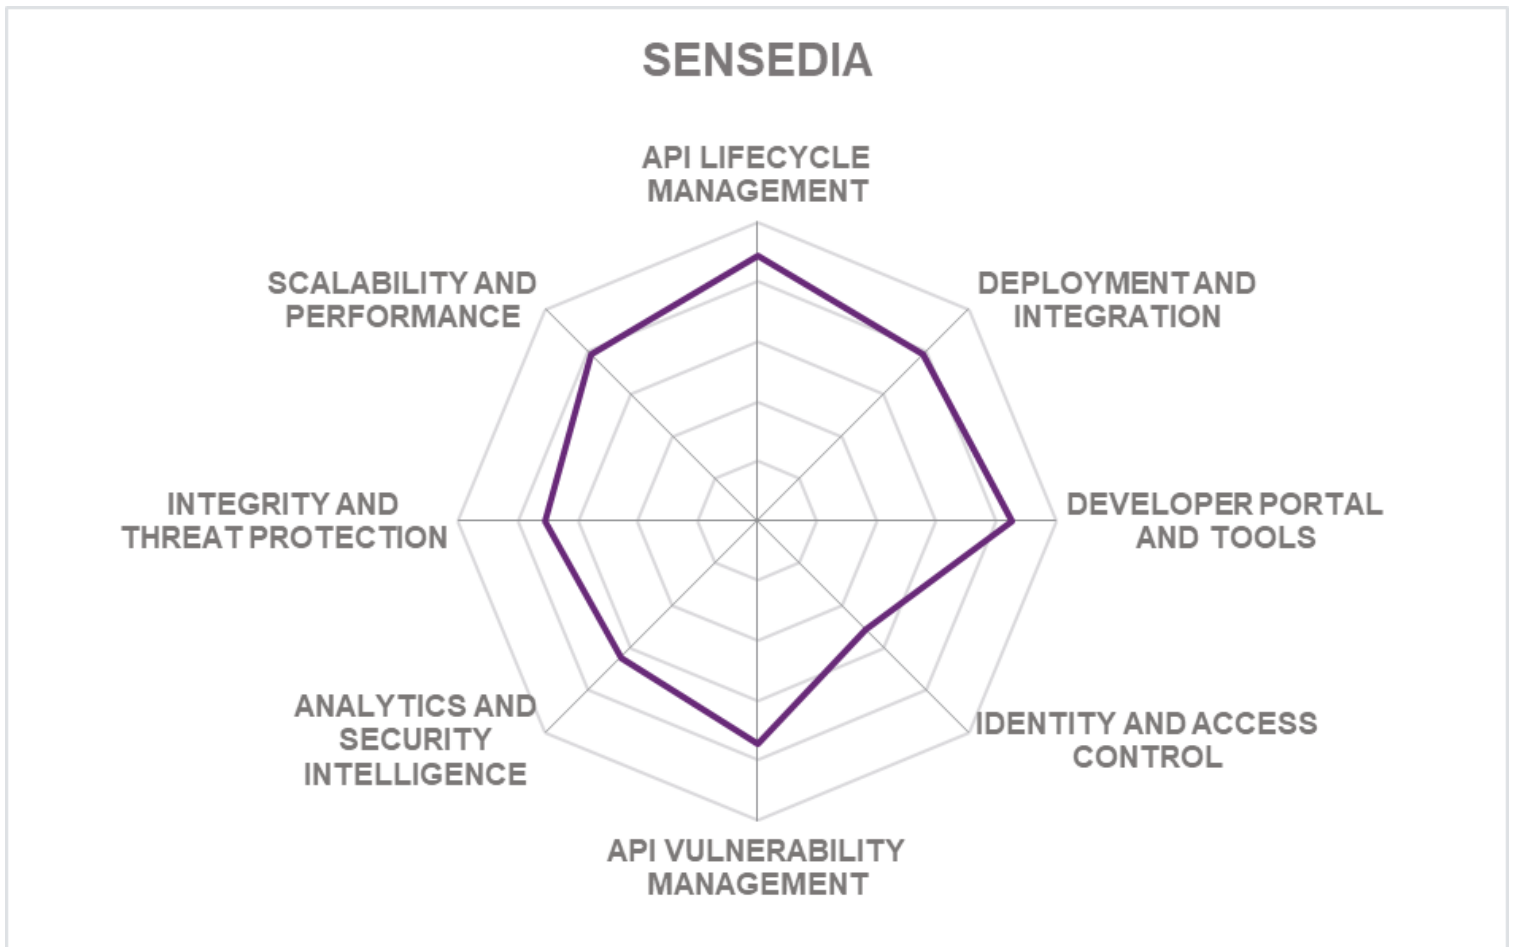 SENSEDIA
API LIFECYCLE
MANAGEMENT
SCALABILITY AND
PERFORMANCE
DEPLOYMENT AND
INTEGRATION
INTEGRITY AND
THREAT PROTECTION
DEVELOPER PORTAL
AND TOOLS
ANALYTICS AND
SECURITY
INTELLIGENCE
IDENTITY AND ACCESS
CONTROL
API VULNERABILITY
MANAGEMENT